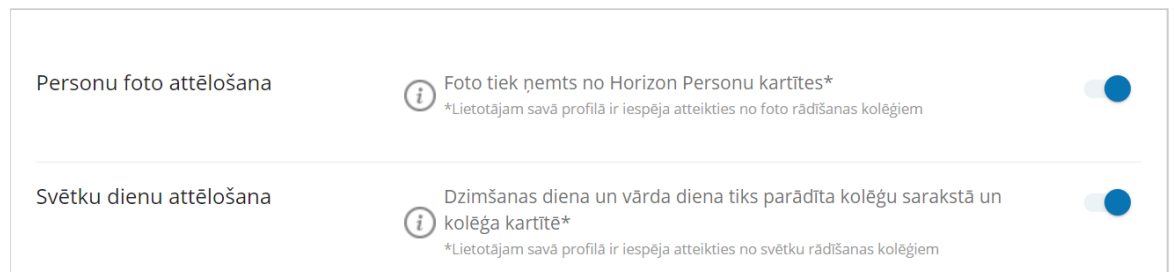 Personu foto attēlošana
Foto tiek ņemts no Horizon Personu kartītes*
*Lietotājam savā profilā ir iespēja atteikties no foto rādīšanas kolēģiem
Svētku dienu attēlošana
Dzimšanas diena un vārda diena tiks parādīta kolēģu sarakstā un
kolēģa kartītē*
*Lietotājam savā profilā ir iespēja atteikties no svētku rādīšanas kolēģiem